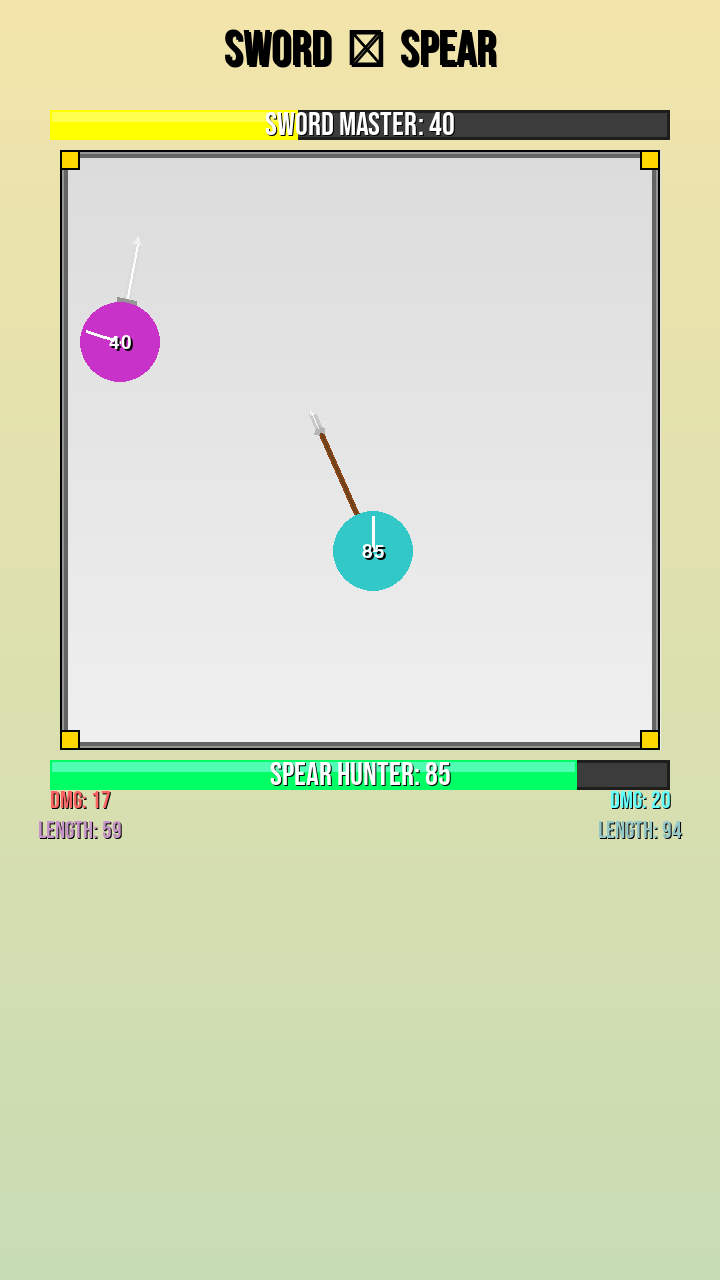 SWORD ☒ SPEAR
SWORD MASTER: 40
40
85
SPEAR HUNTER: 85
DMG: 17
DMG: 20
LENGTH: 59
LENGTH: 94